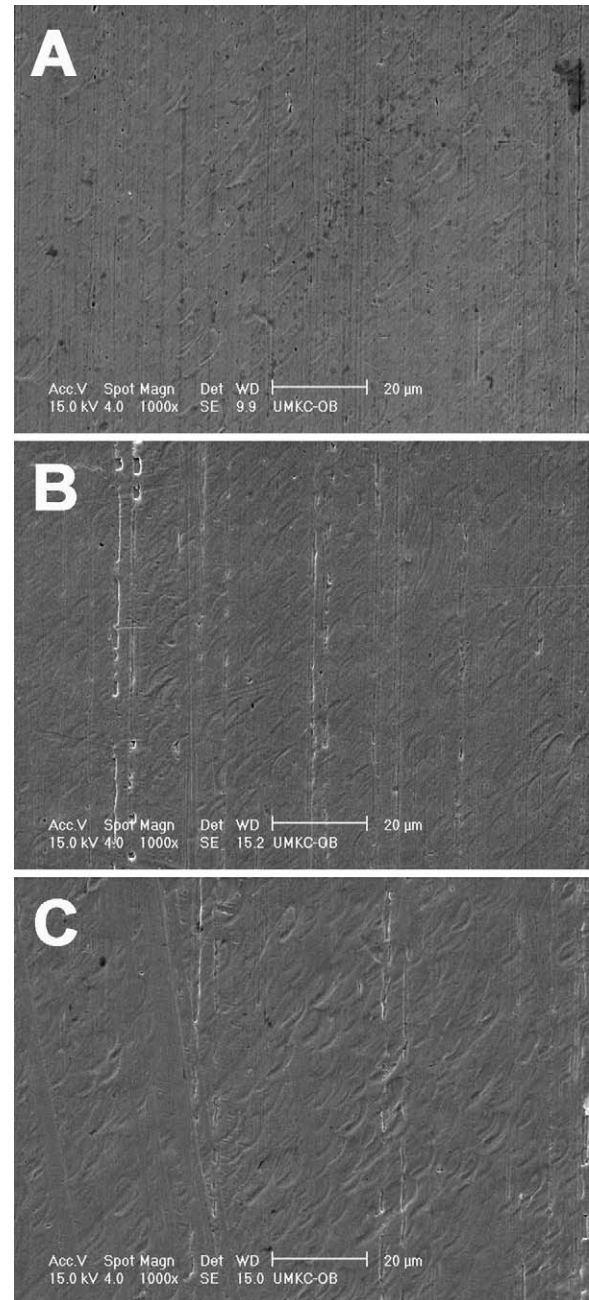 A
Acc.V Spot Magn Det WD 20 µm
15.0 kV 4.0 1000x SE 9.9 UMKC-OB
B
Acc.V Spot Magn Det WD 20 µm
15.0 kV 4.0 1000x SE 15.2 UMKC-OB
C
Acc.V Spot Magn Det WD 20 µm
15.0 kV 4.0 1000x SE 15.0 UMKC-OB